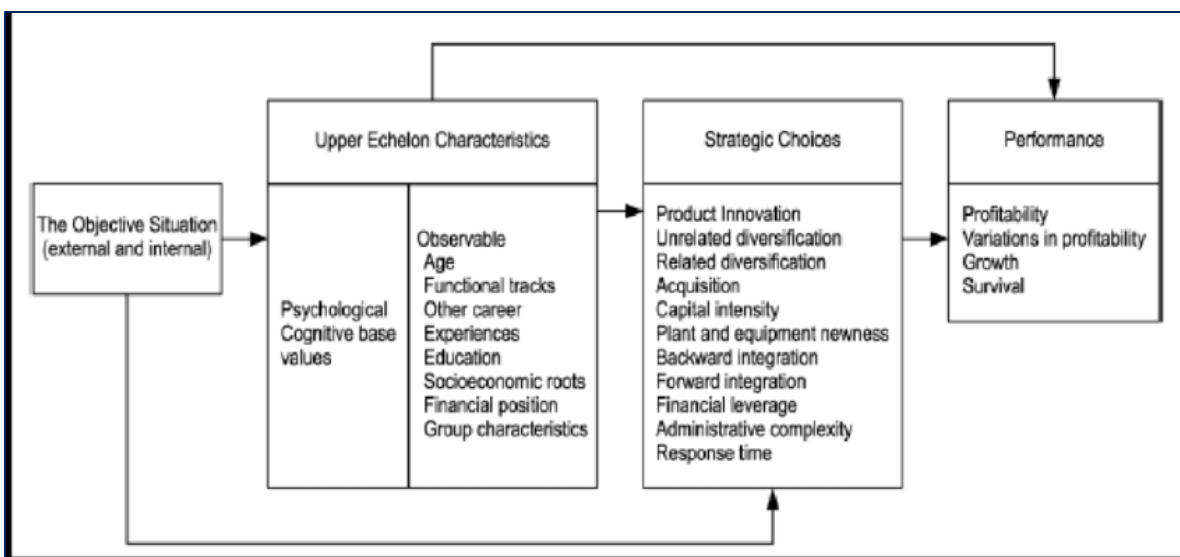 The Objective Situation
(external and internal)
Upper Echelon Characteristics
Psychological
Cognitive base
values
Observable
Age
Functional tracks
Other career
Experiences
Education
Socioeconomic roots
Financial position
Group characteristics
Strategic Choices
Product Innovation
Unrelated diversification
Related diversification
Acquisition
Capital intensity
Plant and equipment newness
Backward integration
Forward integration
Financial leverage
Administrative complexity
Response time
Performance
Profitability
Variations in profitability
Growth
Survival